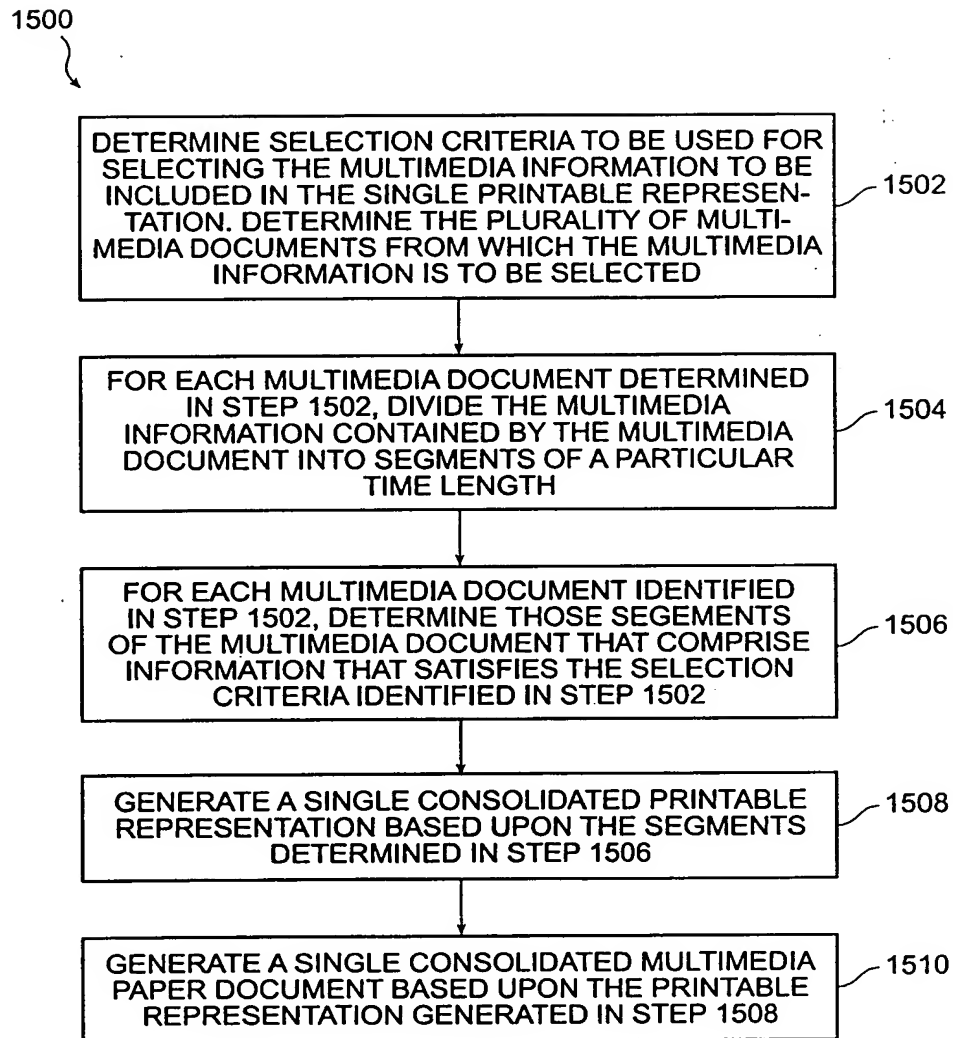 1500
DETERMINE SELECTION CRITERIA TO BE USED FOR
SELECTING THE MULTIMEDIA INFORMATION TO BE
INCLUDED IN THE SINGLE PRINTABLE REPRESEN-
TATION. DETERMINE THE PLURALITY OF MULTI-
MEDIA DOCUMENTS FROM WHICH THE MULTIMEDIA
INFORMATION IS TO BE SELECTED
1502
FOR EACH MULTIMEDIA DOCUMENT DETERMINED
IN STEP 1502, DIVIDE THE MULTIMEDIA
INFORMATION CONTAINED BY THE MULTIMEDIA
DOCUMENT INTO SEGMENTS OF A PARTICULAR
TIME LENGTH
1504
FOR EACH MULTIMEDIA DOCUMENT IDENTIFIED
IN STEP 1502, DETERMINE THOSE SEGEMENTS
OF THE MULTIMEDIA DOCUMENT THAT COMPRISE
INFORMATION THAT SATISFIES THE SELECTION
CRITERIA IDENTIFIED IN STEP 1502
1506
GENERATE A SINGLE CONSOLIDATED PRINTABLE
REPRESENTATION BASED UPON THE SEGMENTS
DETERMINED IN STEP 1506
1508
GENERATE A SINGLE CONSOLIDATED MULTIMEDIA
PAPER DOCUMENT BASED UPON THE PRINTABLE
REPRESENTATION GENERATED IN STEP 1508
1510